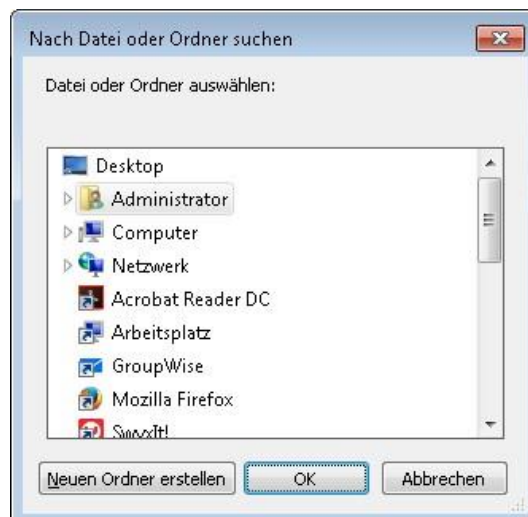 Nach Datei oder Ordner suchen
Datei oder Ordner auswählen:
Desktop
Administrator
Computer
Netzwerk
Acrobat Reader DC
Arbeitsplatz
GroupWise
Mozilla Firefox
SwyxIt!
Neuen Ordner erstellen
OK
Abbrechen